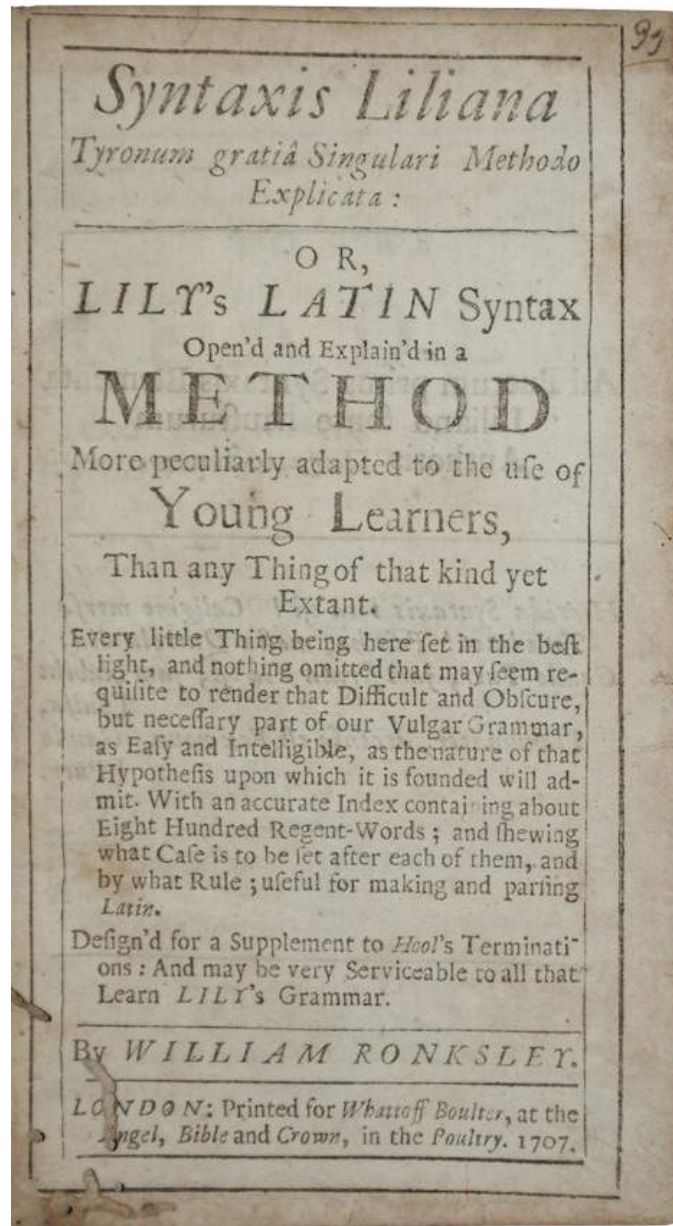 99
Syntaxis Liliana
Tyronum gratiâ Singulari Methodo
Explicata :
O R,
LILY's LATIN Syntax
Open'd and Explain'd in a
METHOD
More peculiarly adapted to the uſe of
Young Learners,
Than any Thing of that kind yet
Extant.
Every little Thing being here ſet in the beſt
light, and nothing omitted that may ſeem re-
quiſite to render that Difficult and Obſcure,
but neceſſary part of our Vulgar Grammar,
as Eaſy and Intelligible, as the nature of that
Hypotheſis upon which it is founded will ad-
mit. With an accurate Index contai ing about
Eight Hundred Regent-Words ; and ſhewing
what Caſe is to be ſet after each of them, and
by what Rule ; uſeful for making and parſing
Latin.
Deſign'd for a Supplement to Hool's Terminati-
ons : And may be very Serviceable to all that
Learn LILY's Grammar.
By WILLIAM RONKSLEY.
LONDON: Printed for Whattoff Boulter, at the
Angel, Bible and Crown, in the Poultry. 1707.